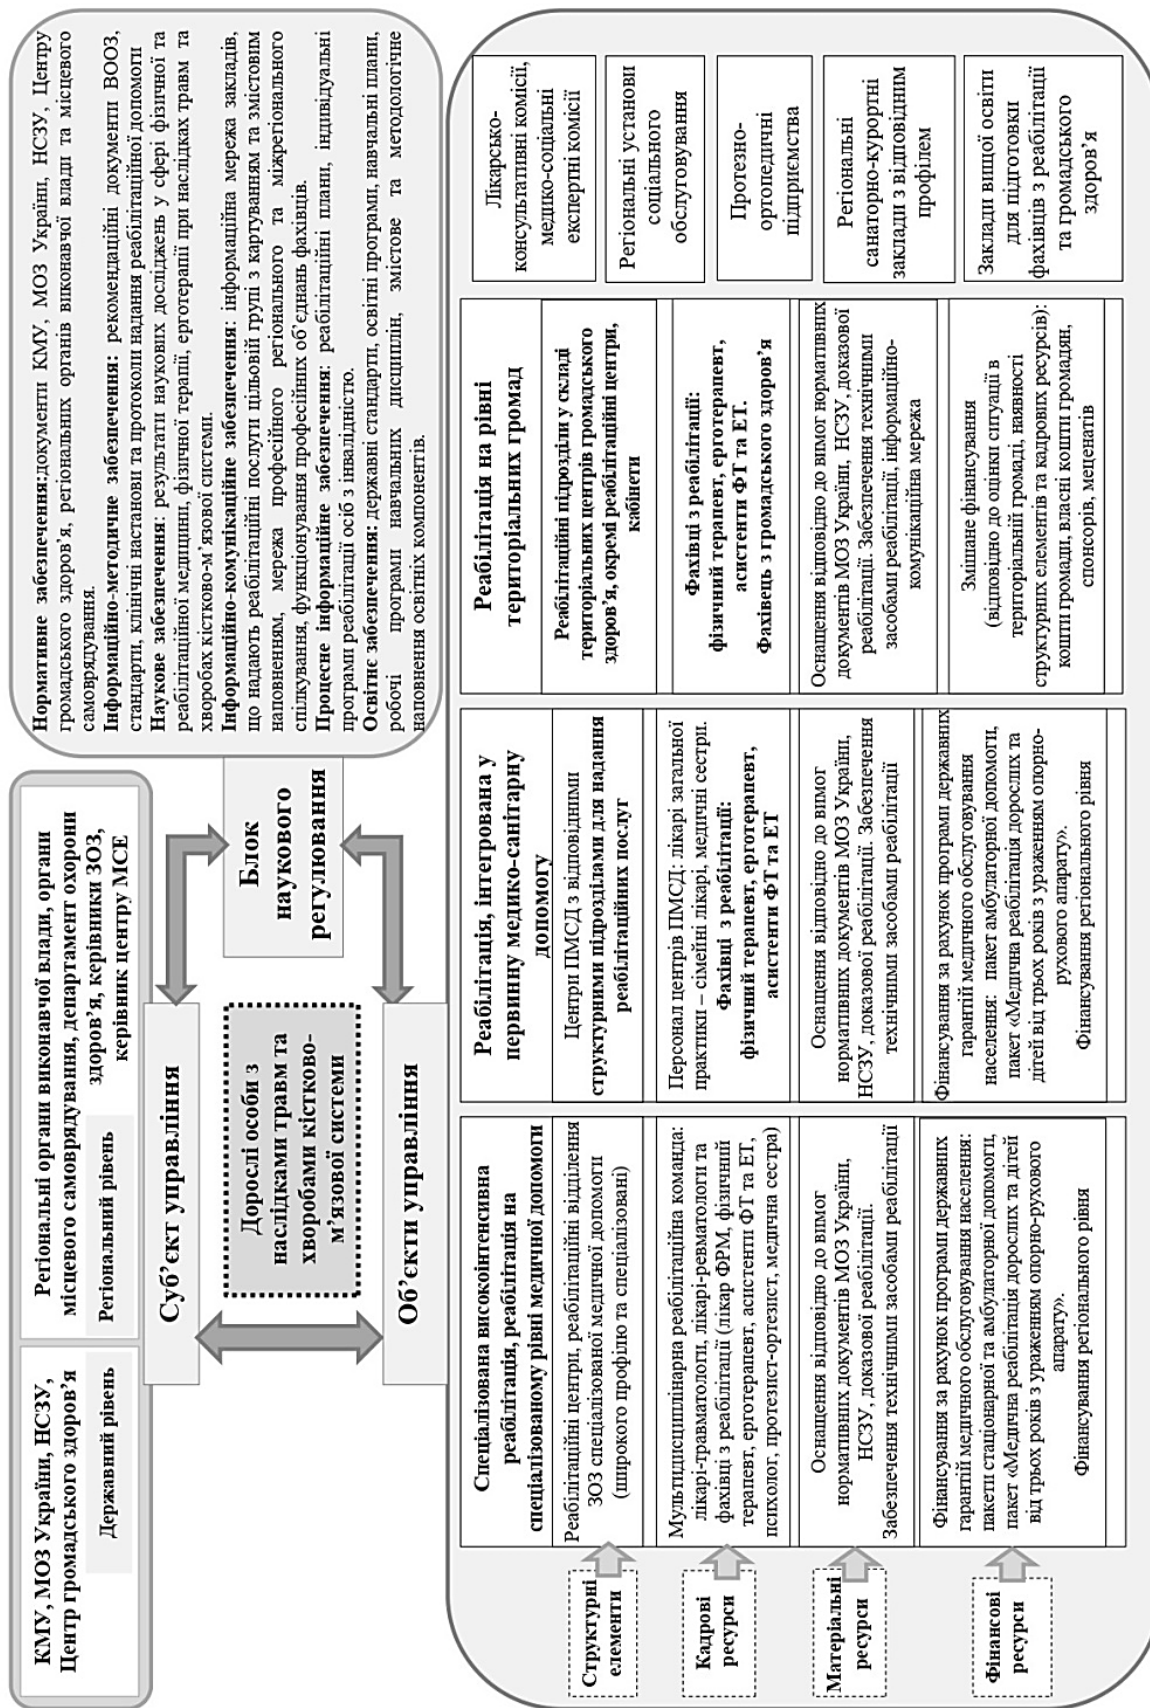 КМУ, МОЗ України, НСЗУ,
Центр громадського здоров’я
Державний рівень
Регіональні органи виконавчої влади, органи
місцевого самоврядування, департамент охорони
здоров’я, керівники ЗОЗ,
керівник центру МСЕ
Регіональний рівень
Суб’єкт управління
Дорослі особи з
наслідками травм та
хворобами кістково-
м’язової системи
Об’єкти управління
Блок
наукового
регулювання
Нормативне забезпечення:документи КМУ, МОЗ України, НСЗУ, Центру
громадського здоров'я, регіональних органів виконавчої влади та місцевого
самоврядування.
Інформаційно-методичне забезпечення: рекомендаційні документи ВООЗ,
стандарти, клінічні настанови та протоколи надання реабілітаційної допомоги
Наукове забезпечення: результати наукових досліджень у сфері фізичної та
реабілітаційної медицини, фізичної терапії, ерготерапії при наслідках травм та
хворобах кістково-м’язової системи.
Інформаційно-комунікаційне забезпечення: інформаційна мережа закладів,
що надають реабілітаційні послуги цільовій групі з картуванням та змістовим
наповненням, мережа професійного регіонального та міжрегіонального
спілкування, функціонування професійних об’єднань фахівців.
Процесне інформаційне забезпечення: реабілітаційні плани, індивідуальні
програми реабілітації осіб з інвалідністю.
Освітнє забезпечення: державні стандарти, освітні програми, навчальні плани,
робочі програми навчальних дисциплін, змістове та методологічне
наповнення освітніх компонентів.
Структурні
елементи
Кадрові
ресурси
Матеріальні
ресурси
Фінансові
ресурси
Спеціалізована високоінтенсивна
реабілітація, реабілітація на
спеціалізованому рівні медичної допомоги
Реабілітаційні центри, реабілітаційні відділення
ЗОЗ спеціалізованої медичної допомоги
(широкого профілю та спеціалізовані)
Мультидисциплінарна реабілітаційна команда:
лікарі-травматологи, лікарі-ревматологи та
фахівці з реабілітації (лікар ФРМ, фізичний
терапевт, ерготерапевт, асистенти ФТ та ЕТ,
психолог, протезист-ортезист, медична сестра)
Оснащення відповідно до вимог
нормативних документів МОЗ України,
НСЗУ, доказової реабілітації.
Забезпечення технічними засобами реабілітації
Фінансування за рахунок програми державних
гарантій медичного обслуговування населення:
пакети стаціонарної та амбулаторної допомоги,
пакет «Медична реабілітація дорослих та дітей
від трьох років з ураженням опорно-рухового
апарату».
Фінансування регіонального рівня
Реабілітація, інтегрована у
первинну медико-санітарну
допомогу
Центри ПМСД з відповідними
структурними підрозділами для надання
реабілітаційних послуг
Персонал центрів ПМСД: лікарі загальної
практики – сімейні лікарі, медичні сестри.
Фахівці з реабілітації:
фізичний терапевт, ерготерапевт,
асистенти ФТ та ЕТ
Оснащення відповідно до вимог
нормативних документів МОЗ України,
НСЗУ, доказової реабілітації. Забезпечення
технічними засобами реабілітації
Фінансування за рахунок програми державних
гарантій медичного обслуговування
населення: пакет амбулаторної допомоги,
пакет «Медична реабілітація дорослих та
дітей від трьох років з ураженням опорно-
рухового апарату».
Фінансування регіонального рівня
Реабілітація на рівні
територіальних громад
Реабілітаційні підрозділи у складі
територіальних центрів громадського
здоров’я, окремі реабілітаційні центри,
кабінети
Фахівці з реабілітації:
фізичний терапевт, ерготерапевт,
асистенти ФТ та ЕТ.
Фахівець з громадського здоров’я
Оснащення відповідно до вимог нормативних
документів МОЗ України, НСЗУ, доказової
реабілітації. Забезпечення технічними
засобами реабілітації, інформаційно-
комунікаційна мережа
Змішане фінансування
(відповідно до оцінки ситуації в
територіальній громаді, наявності
структурних елементів та кадрових ресурсів):
кошти громади, власні кошти громадян,
спонсорів, меценатів
Лікарсько-
консультативні комісії,
медико-соціальні
експертні комісії
Регіональні установи
соціального
обслуговування
Протезно-
ортопедичні
підприємства
Регіональні
санаторно-курортні
заклади з відповідним
профілем
Заклади вищої освіти
для підготовки
фахівців з реабілітації
та громадського
здоров’я